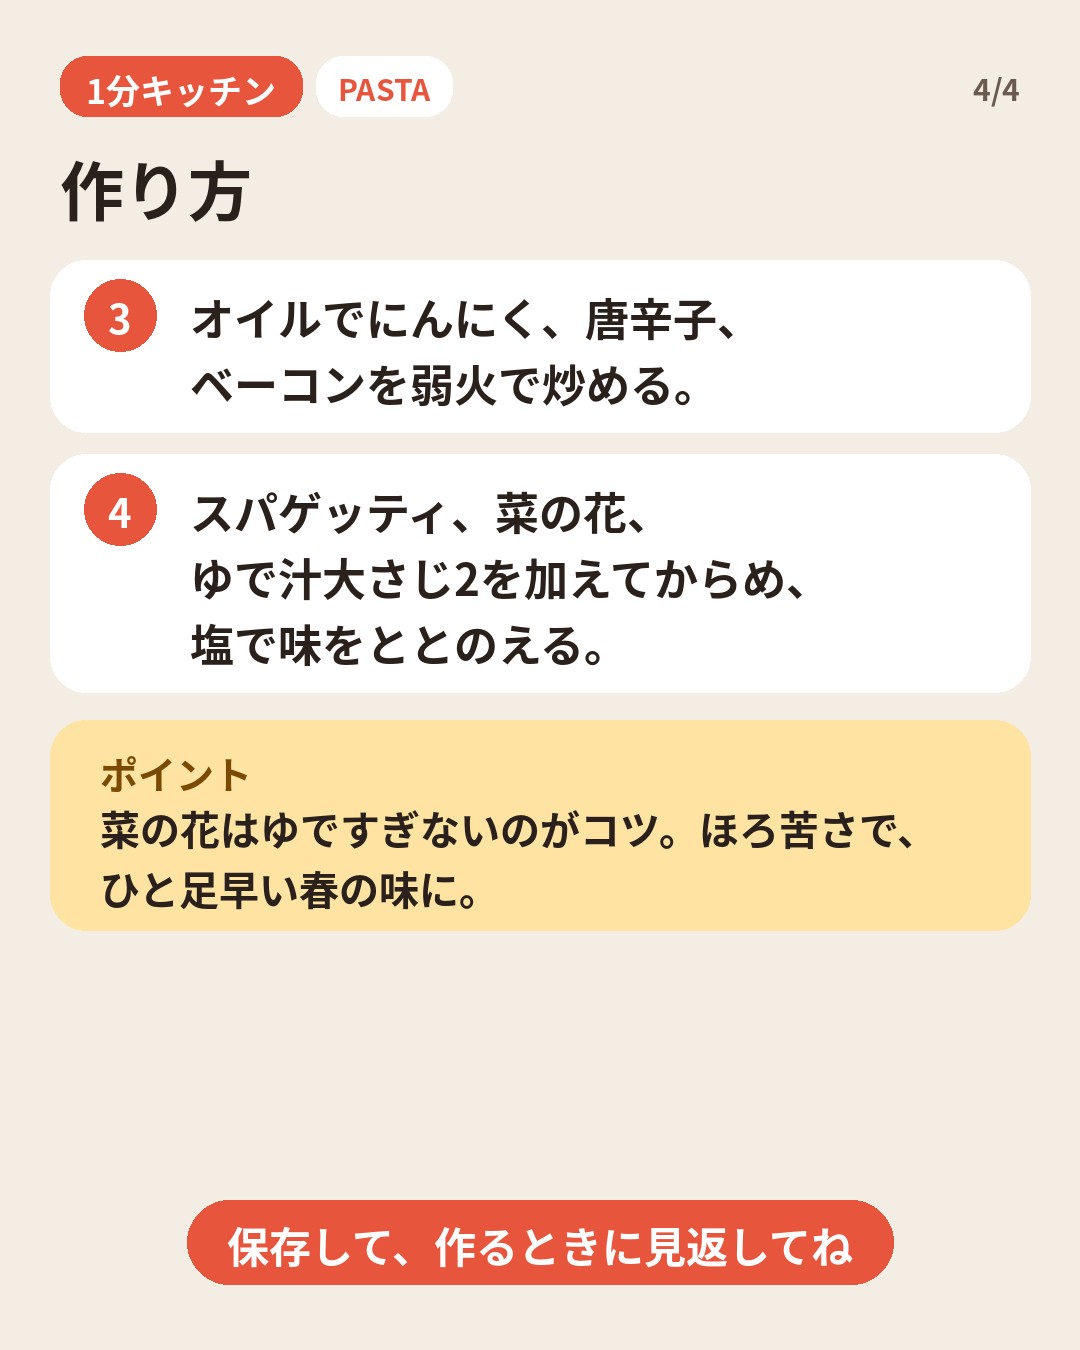 1分キッチン
PASTA
4/4
作り方
3
オイルでにんにく、唐辛子、
ベーコンを弱火で炒める。
4
スパゲッティ、菜の花、
ゆで汁大さじ2を加えてからめ、
塩で味をととのえる。
ポイント
菜の花はゆですぎないのがコツ。ほろ苦さで、
ひと足早い春の味に。
保存して、作るときに見返してね